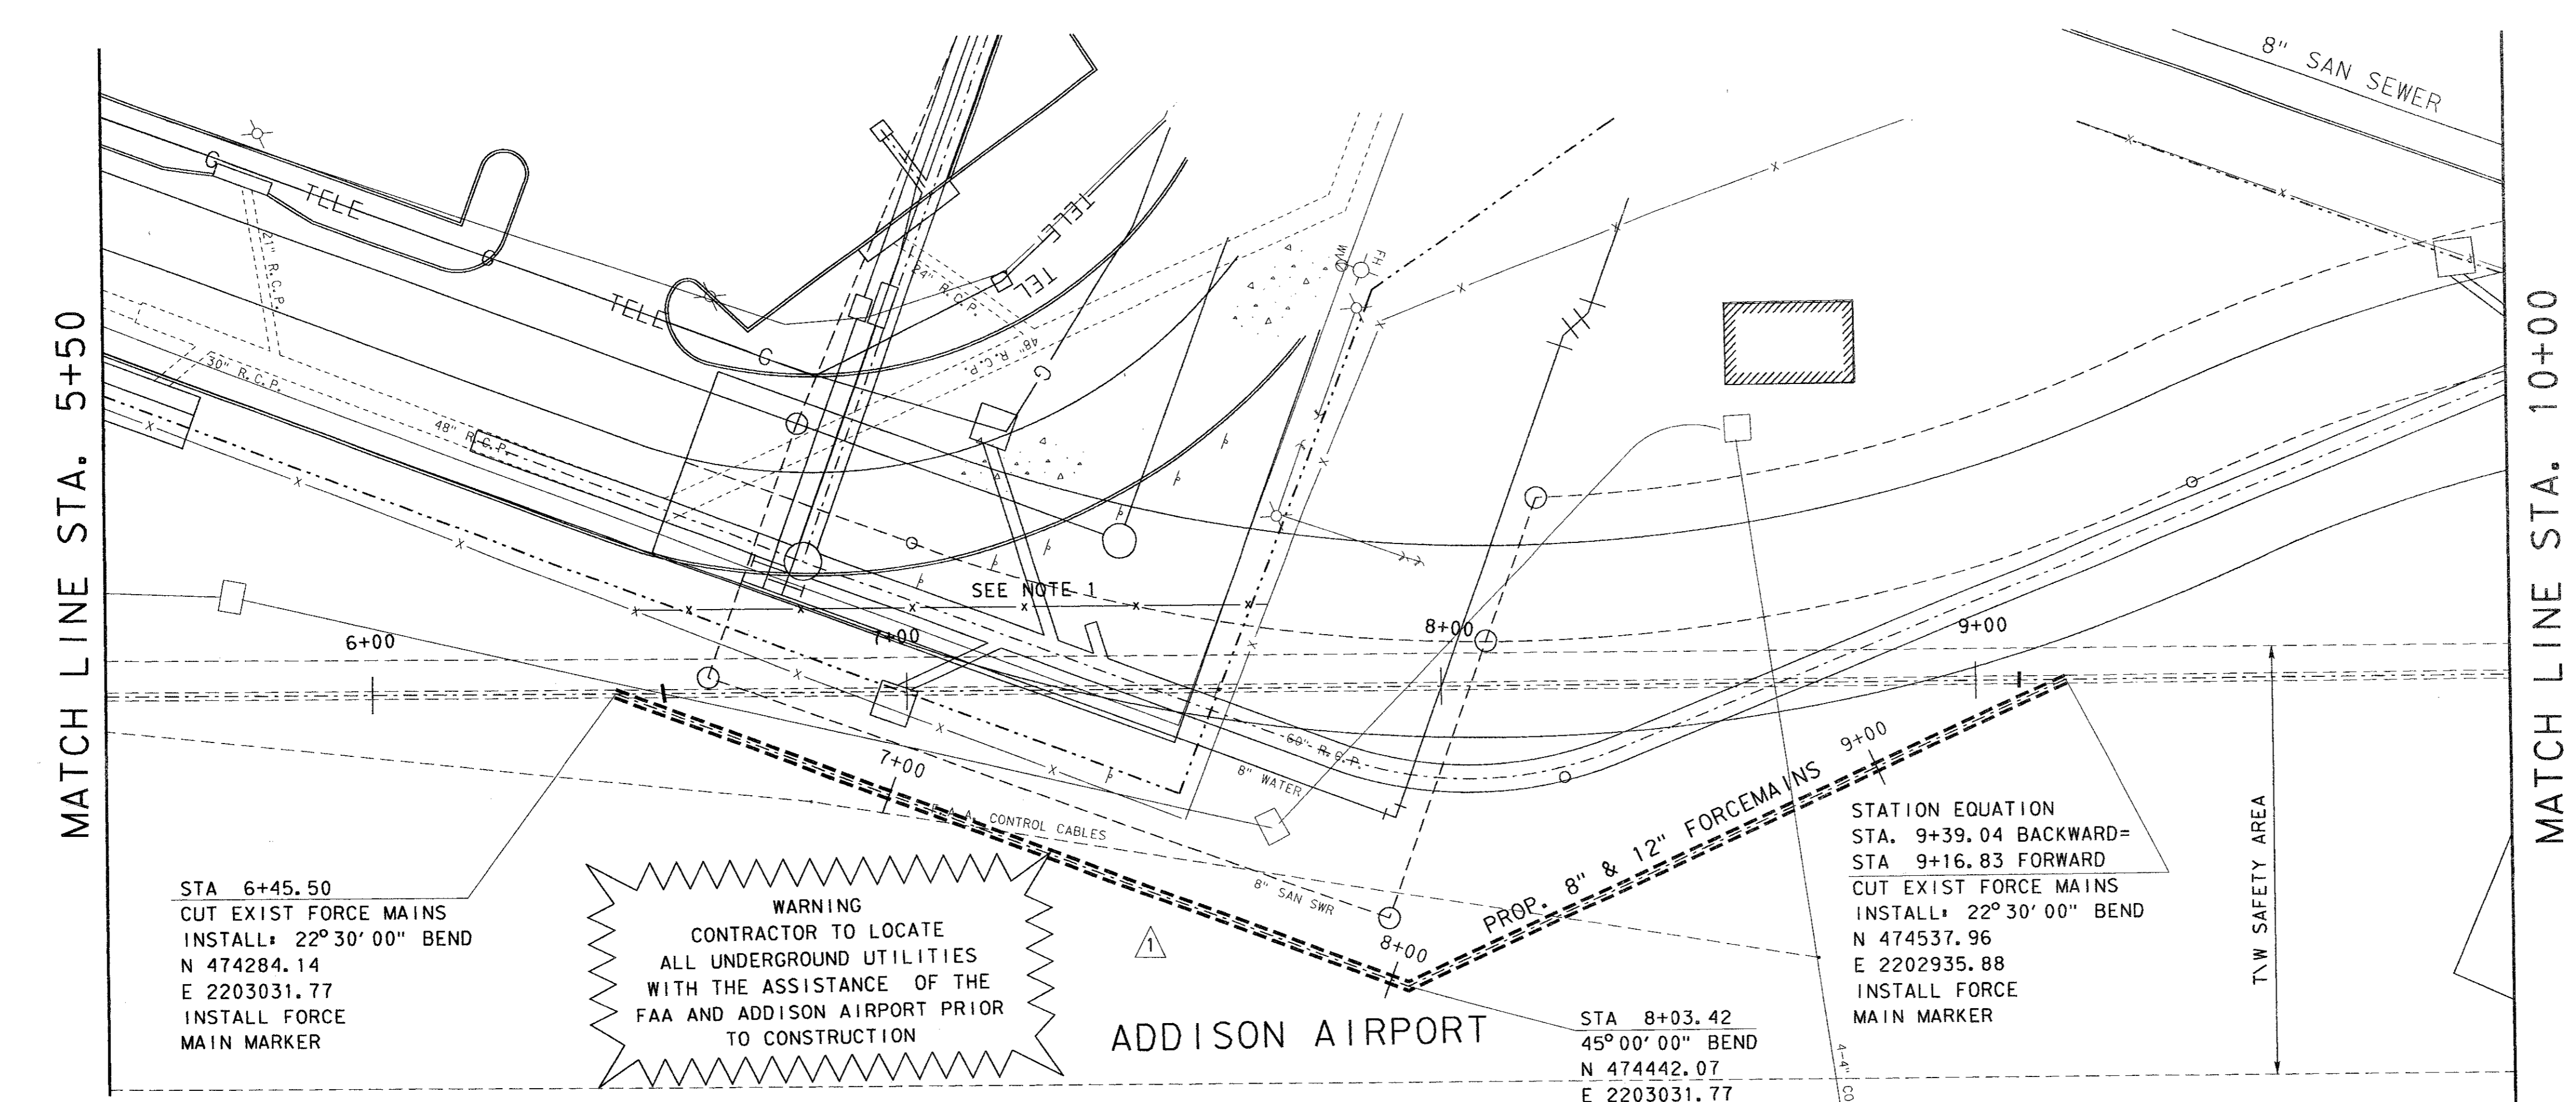 8" SAN SEWER
MATCH LINE STA. 5+50
MATCH LINE STA. 10+00
G
TELE
21" R.C.P.
TELE
TELE
TEL
WV
FH
24"
R.C.P.
TELE
G
G
48" R.C.P.
30" R.C.P.
48" R.C.P.
SEE NOTE 1
6+00
7+00
8+00
9+00
7+00
60" R.C.P.
8" WATER
9+00
F.A.A. CONTROL CABLES
PROP. 8" & 12" FORCEMAINS
8" SAN SWR
8+00
T\W SAFETY AREA
STATION EQUATION
STA. 9+39.04 BACKWARD=
STA 9+16.83 FORWARD
CUT EXIST FORCE MAINS
INSTALL: 22°30'00" BEND
N 474537.96
E 2202935.88
INSTALL FORCE
MAIN MARKER
STA 6+45.50
CUT EXIST FORCE MAINS
INSTALL: 22°30'00" BEND
N 474284.14
E 2203031.77
INSTALL FORCE
MAIN MARKER
WARNING
CONTRACTOR TO LOCATE
ALL UNDERGROUND UTILITIES
WITH THE ASSISTANCE OF THE
FAA AND ADDISON AIRPORT PRIOR
TO CONSTRUCTION
1
ADDISON AIRPORT
STA 8+03.42
45°00'00" BEND
N 474442.07
E 2203031.77
4-4" CO